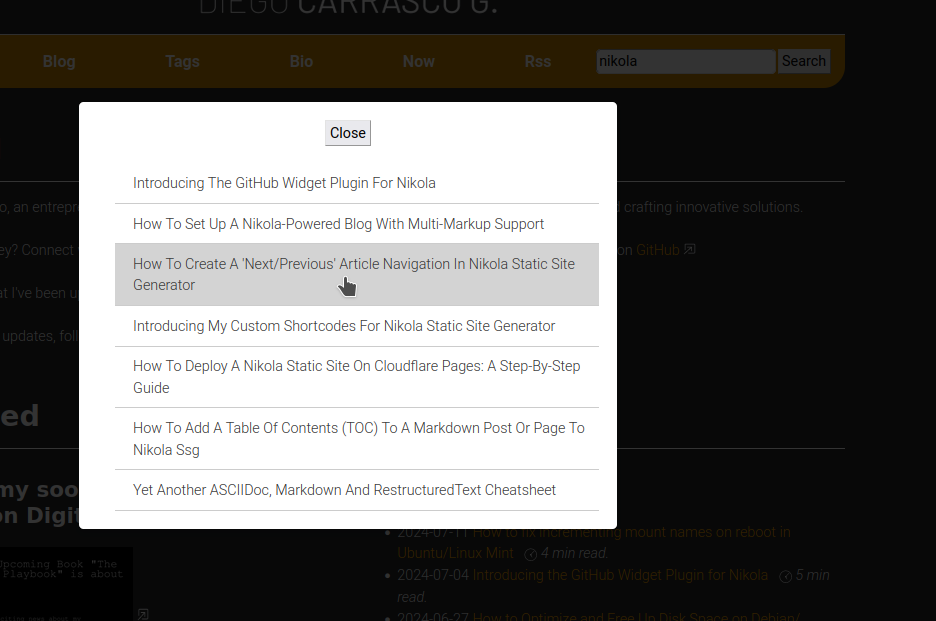 DIEGO CARRASCO G.
Blog Tags Bio Now Rss nikola Search
Close
Introducing The GitHub Widget Plugin For Nikola
How To Set Up A Nikola-Powered Blog With Multi-Markup Support
How To Create A 'Next/Previous' Article Navigation In Nikola Static Site
Generator
Introducing My Custom Shortcodes For Nikola Static Site Generator
How To Deploy A Nikola Static Site On Cloudflare Pages: A Step-By-Step
Guide
How To Add A Table Of Contents (TOC) To A Markdown Post Or Page To
Nikola Ssg
Yet Another ASCIIDoc, Markdown And RestructuredText Cheatsheet
o, an entrepr
crafting innovative solutions.
ey? Connect
on GitHub
at I've been u
updates, foll
ed
my soo
on Digit
Upcoming Book "The
Playbook" is about
2024-07-11 How to fix incrementing mount names on reboot in
Ubuntu/Linux Mint 4 min read.
2024-07-04 Introducing the GitHub Widget Plugin for Nikola 5 min
read.
2024-06-27 How to Optimize and Free Up Disk Space on Debian/